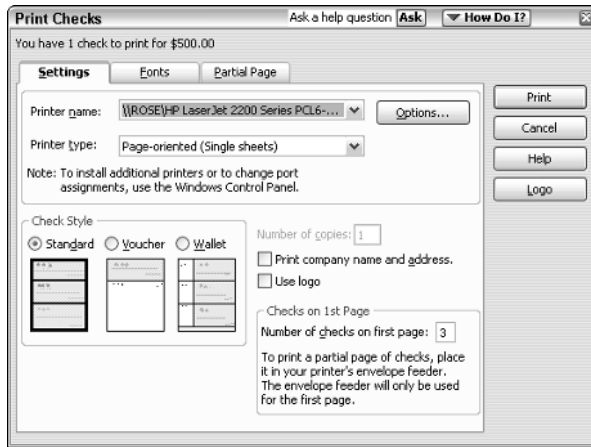 Print Checks
Ask a help question Ask
How Do I?
You have 1 check to print for $500.00
Settings
Fonts
Partial Page
Printer name: \\ROSE\HP LaserJet 2200 Series PCL6-...
Options...
Printer type: Page-oriented (Single sheets)
Note: To install additional printers or to change port
assignments, use the Windows Control Panel.
Print
Cancel
Help
Logo
Check Style
Standard
Voucher
Wallet
Number of copies: 1
Print company name and address.
Use logo
Checks on 1st Page
Number of checks on first page: 3
To print a partial page of checks, place
it in your printer's envelope feeder.
The envelope feeder will only be used
for the first page.